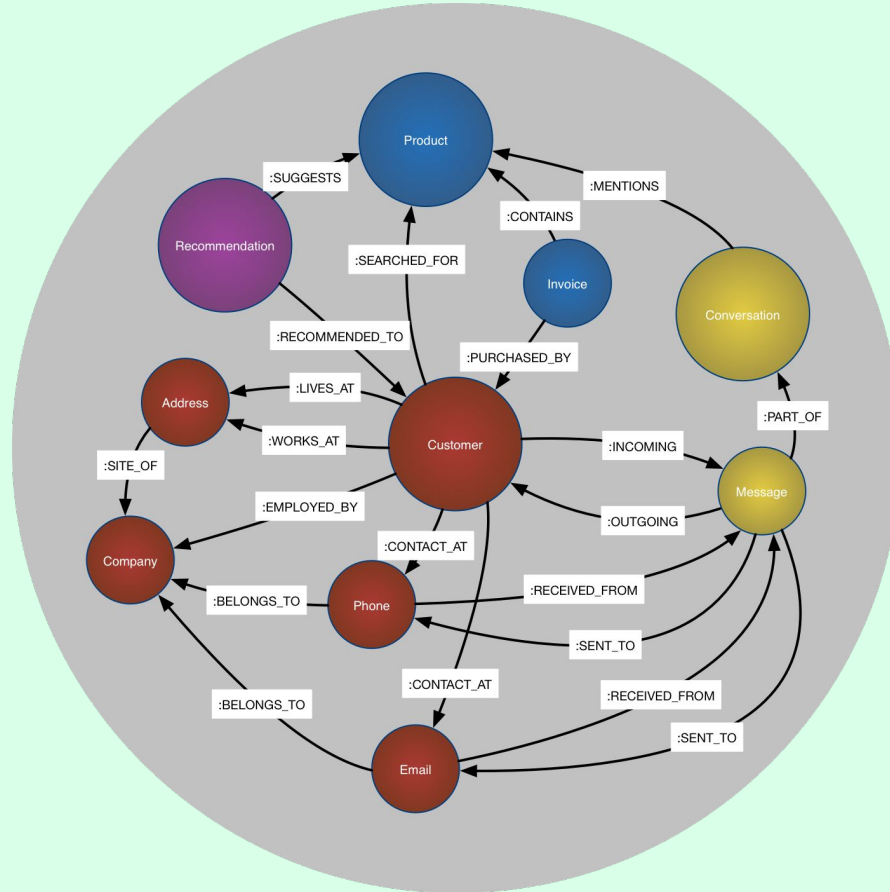 Product
:SUGGESTS
:MENTIONS
:CONTAINS
Recommendation
:SEARCHED_FOR
Invoice
Conversation
:RECOMMENDED_TO
:PURCHASED_BY
:LIVES_AT
Address
:PART_OF
:WORKS_AT
Customer
:INCOMING
:SITE_OF
Message
:EMPLOYED_BY
:OUTGOING
:CONTACT_AT
Company
:RECEIVED_FROM
:BELONGS_TO
Phone
:SENT_TO
:CONTACT_AT
:RECEIVED_FROM
:BELONGS_TO
:SENT_TO
Email